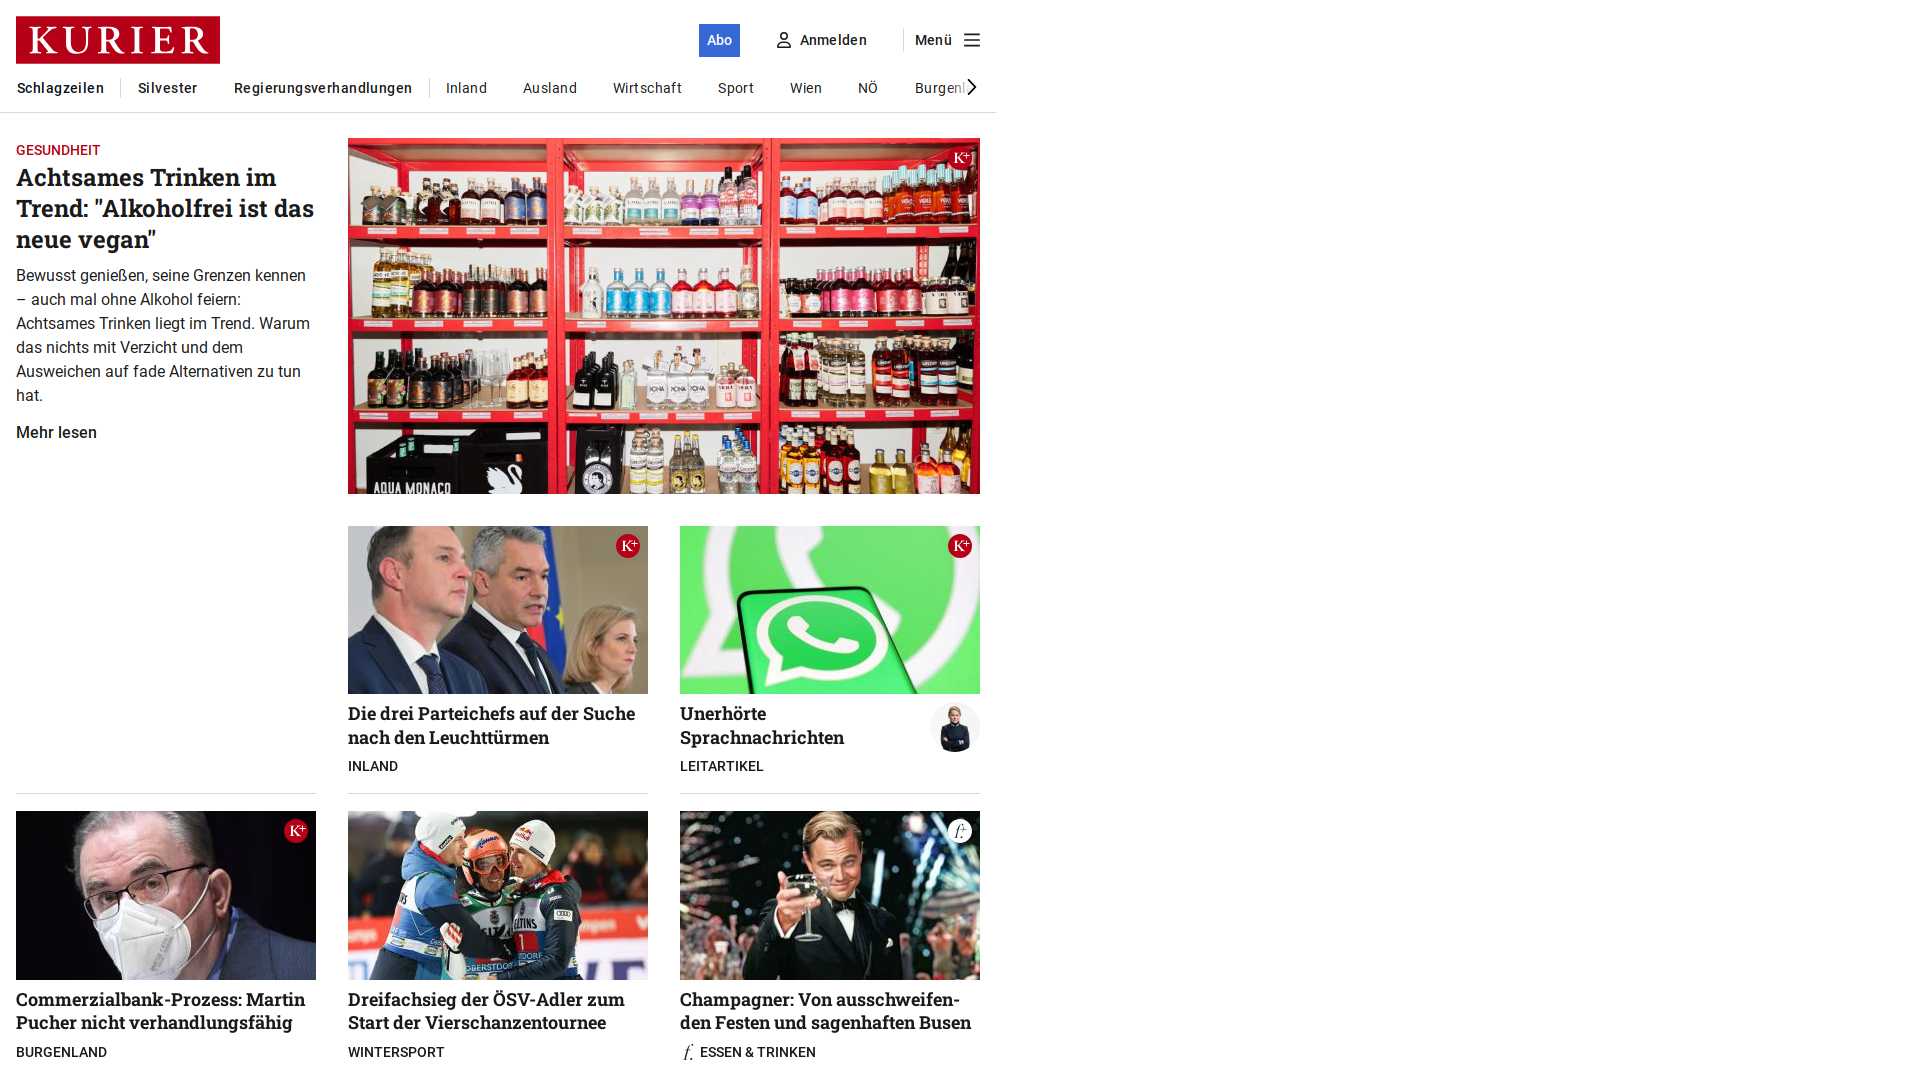 KURIER
Abo
Anmelden
Menü
Schlagzeilen
Silvester
Regierungsverhandlungen
Inland
Ausland
Wirtschaft
Sport
Wien
NÖ
GESUNDHEIT
Achtsames Trinken im
Trend: "Alkoholfrei ist das
neue vegan"
Bewusst genießen, seine Grenzen kennen
– auch mal ohne Alkohol feiern:
Achtsames Trinken liegt im Trend. Warum
das nichts mit Verzicht und dem
Ausweichen auf fade Alternativen zu tun
hat.
Mehr lesen
K+
AQUA MONACO
K+
K+
Die drei Parteichefs auf der Suche
nach den Leuchttürmen
INLAND
Unerhörte
Sprachnachrichten
LEITARTIKEL
K+
OBERSTDORF
f+
Commerzialbank-Prozess: Martin
Pucher nicht verhandlungsfähig
BURGENLAND
Dreifachsieg der ÖSV-Adler zum
Start der Vierschanzentournee
WINTERSPORT
Champagner: Von ausschweifen-
den Festen und sagenhaften Busen
f. ESSEN & TRINKEN